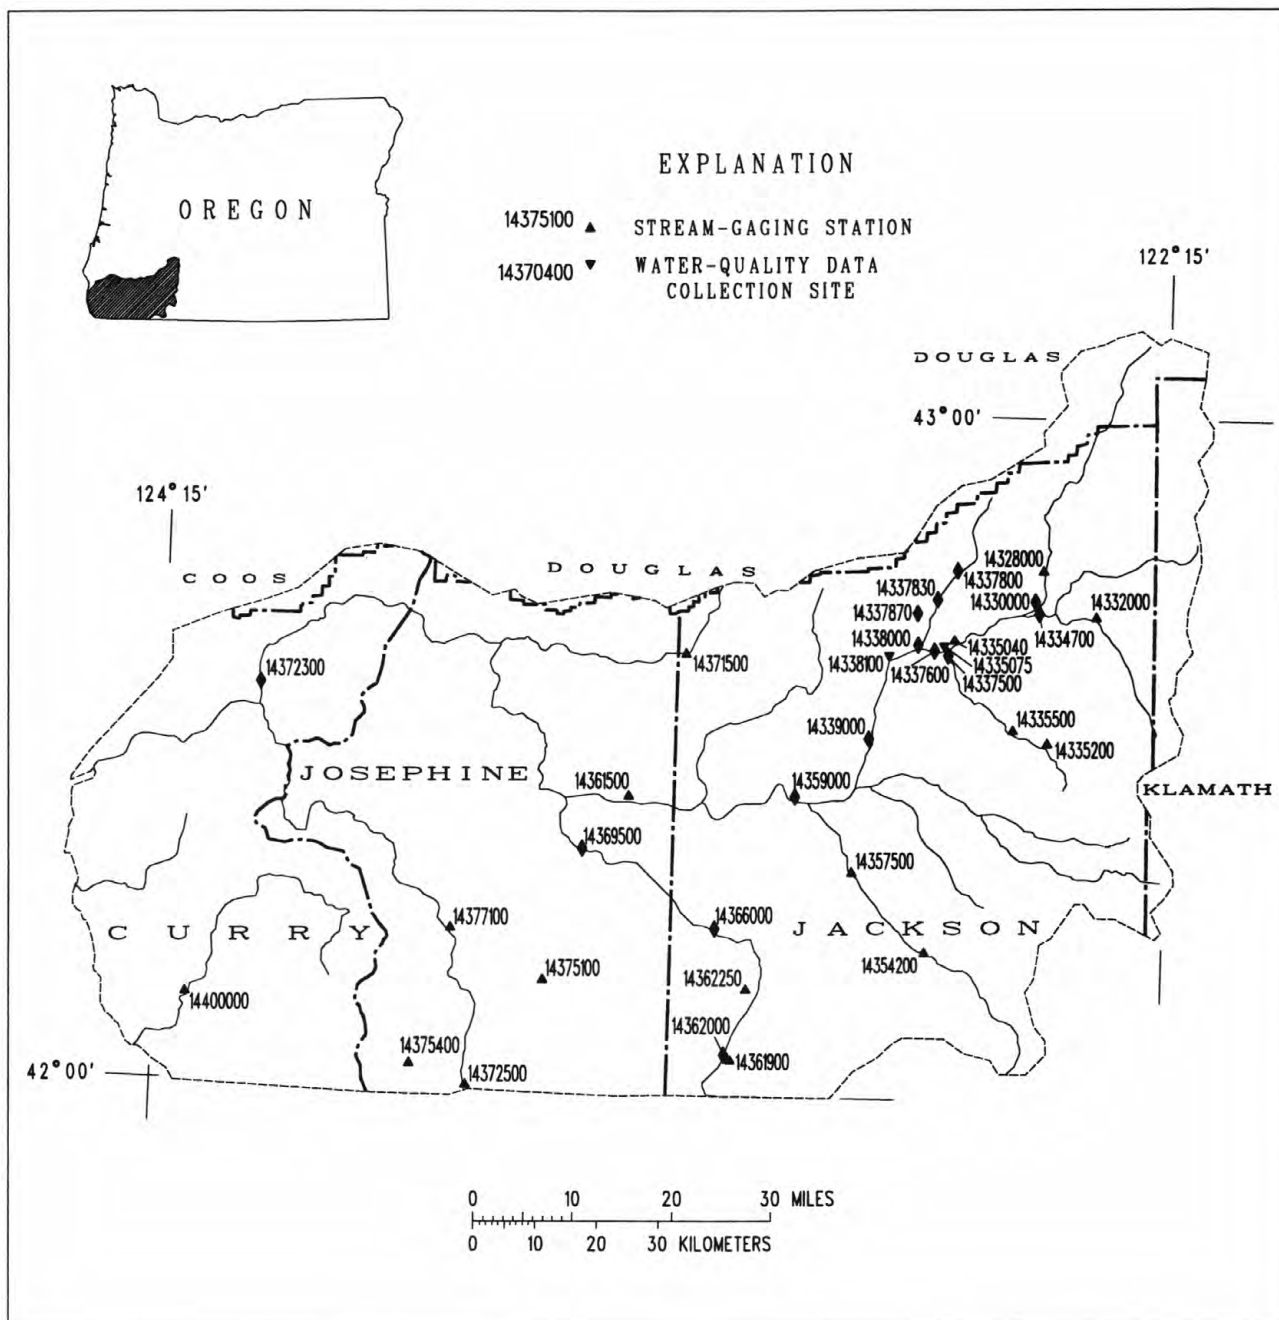 EXPLANATION
OREGON
14375100 STREAM-GAGING STATION
14370400 WATER-QUALITY DATA
COLLECTION SITE
122°15'
DOUGLAS
43°00'
124°15'
COOS
DOUGLAS
14328000
14337800
14337830
14330000
14332000
14337870
14334700
14338000
14335040
14338100
14335075
14337600
14337500
14371500
14372300
14335500
14339000
14335200
JOSEPHINE
14361500
14359000
KLAMATH
14369500
14357500
14377100
14366000
CURRY
JACKSON
14354200
14375100
14362250
14400000
14362000
14375400
14361900
42°00'
14372500
0 10 20 30 MILES
0 10 20 30 KILOMETERS